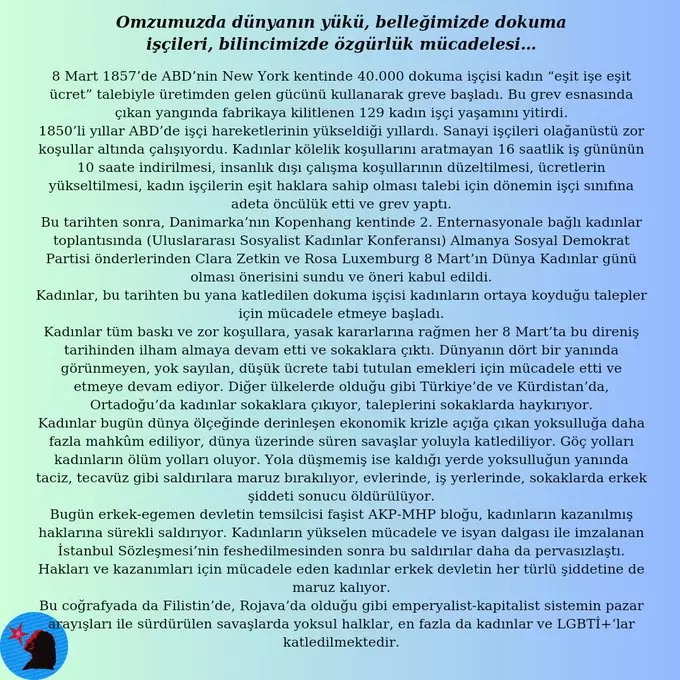 Omzumuzda dünyanın yükü, belleğimizde dokuma
işçileri, bilincimizde özgürlük mücadelesi...
8 Mart 1857’de ABD’nin New York kentinde 40.000 dokuma işçisi kadın “eşit işe eşit
ücret” talebiyle üretimden gelen gücünü kullanarak greve başladı. Bu grev esnasında
çıkan yangında fabrikaya kilitlenen 129 kadın işçi yaşamını yitirdi.
1850’li yıllar ABD’de işçi hareketlerinin yükseldiği yıllardı. Sanayi işçileri olağanüstü zor
koşullar altında çalışıyordu. Kadınlar kölelik koşullarını aratmayan 16 saatlik iş gününün
10 saate indirilmesi, insanlık dışı çalışma koşullarının düzeltilmesi, ücretlerin
yükseltilmesi, kadın işçilerin eşit haklara sahip olması talebi için dönemin işçi sınıfına
adeta öncülük etti ve grev yaptı.
Bu tarihten sonra, Danimarka’nın Kopenhang kentinde 2. Enternasyonale bağlı kadınlar
toplantısında (Uluslararası Sosyalist Kadınlar Konferansı) Almanya Sosyal Demokrat
Partisi önderlerinden Clara Zetkin ve Rosa Luxemburg 8 Mart’ın Dünya Kadınlar günü
olması önerisini sundu ve öneri kabul edildi.
Kadınlar, bu tarihten bu yana katledilen dokuma işçisi kadınların ortaya koyduğu talepler
için mücadele etmeye başladı.
Kadınlar tüm baskı ve zor koşullara, yasak kararlarına rağmen her 8 Mart’ta bu direniş
tarihinden ilham almaya devam etti ve sokaklara çıktı. Dünyanın dört bir yanında
görünmeyen, yok sayılan, düşük ücrete tabi tutulan emekleri için mücadele etti ve
etmeye devam ediyor. Diğer ülkelerde olduğu gibi Türkiye’de ve Kürdistan’da,
Ortadoğu’da kadınlar sokaklara çıkıyor, taleplerini sokaklarda haykırıyor.
Kadınlar bugün dünya ölçeğinde derinleşen ekonomik krizle açığa çıkan yoksulluğa daha
fazla mahkûm ediliyor, dünya üzerinde süren savaşlar yoluyla katlediliyor. Göç yolları
kadınların ölüm yolları oluyor. Yola düşmemiş ise kaldığı yerde yoksulluğun yanında
taciz, tecavüz gibi saldırılara maruz bırakılıyor, evlerinde, iş yerlerinde, sokaklarda erkek
şiddeti sonucu öldürülüyor.
Bugün erkek-egemen devletin temsilcisi faşist AKP-MHP bloğu, kadınların kazanılmış
haklarına sürekli saldırıyor. Kadınların yükselen mücadele ve isyan dalgası ile imzalanan
İstanbul Sözleşmesi’nin feshedilmesinden sonra bu saldırılar daha da pervasızlaştı.
Hakları ve kazanımları için mücadele eden kadınlar erkek devletin her türlü şiddetine de
maruz kalıyor.
Bu coğrafyada da Filistin’de, Rojava’da olduğu gibi emperyalist-kapitalist sistemin pazar
arayışları ile sürdürülen savaşlarda yoksul halklar, en fazla da kadınlar ve LGBTİ+’lar
katledilmektedir.